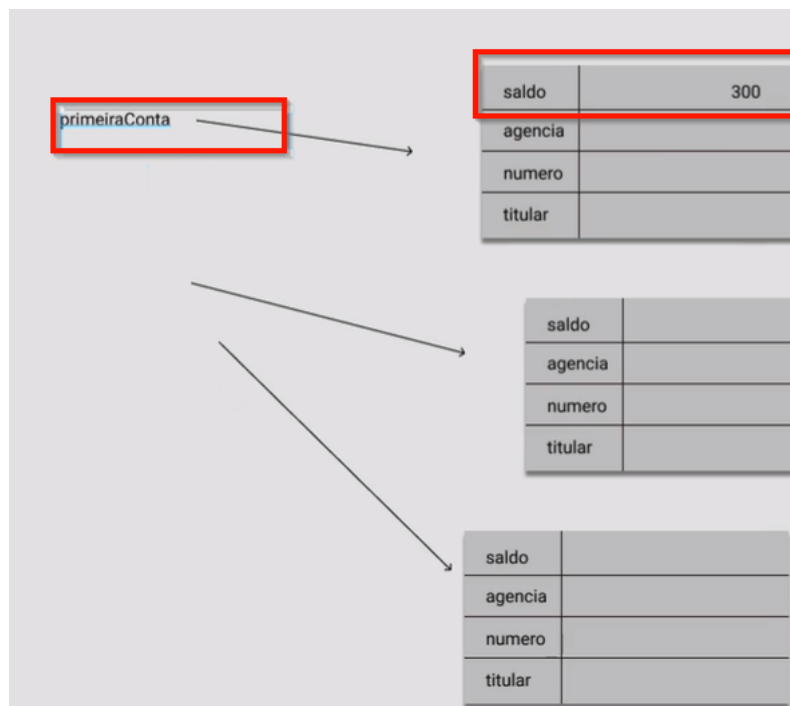 primeiraConta
saldo 300
agencia
numero
titular
saldo
agencia
numero
titular
saldo
agencia
numero
titular